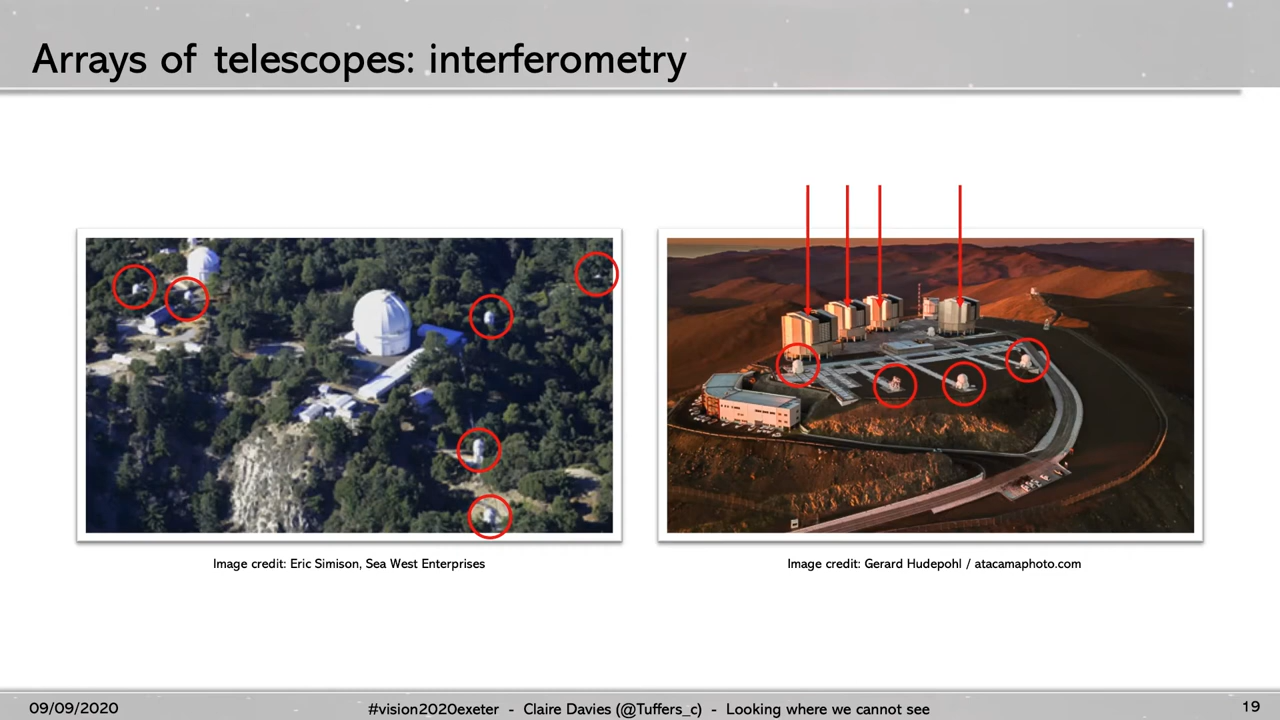 Arrays of telescopes: interferometry
Image credit: Eric Simison, Sea West Enterprises
Image credit: Gerard Hudepohl / atacamaphoto.com
09/09/2020
#vision2020exeter - Claire Davies (@Tuffers_c) - Looking where we cannot see
19